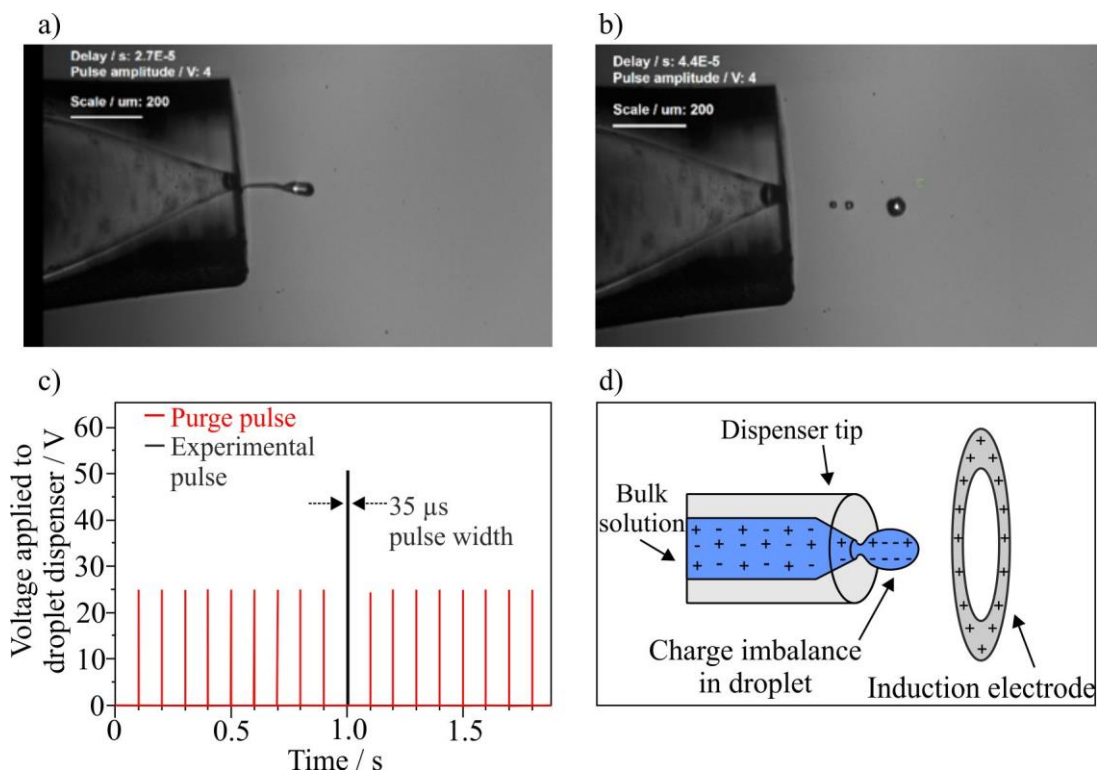 a)
Delay / s: 2.7E-5
Pulse amplitude / V: 4
Scale / um: 200
b)
Delay / s: 4.4E-5
Pulse amplitude / V: 4
Scale / um: 200
c)
Voltage applied to
droplet dispenser / V
60
50
40
30
20
10
0
Purge pulse
Experimental
pulse
35 µs
pulse width
0
0.5
1.0
1.5
Time / s
d)
Dispenser tip
Bulk
solution
Charge imbalance
in droplet
Induction electrode